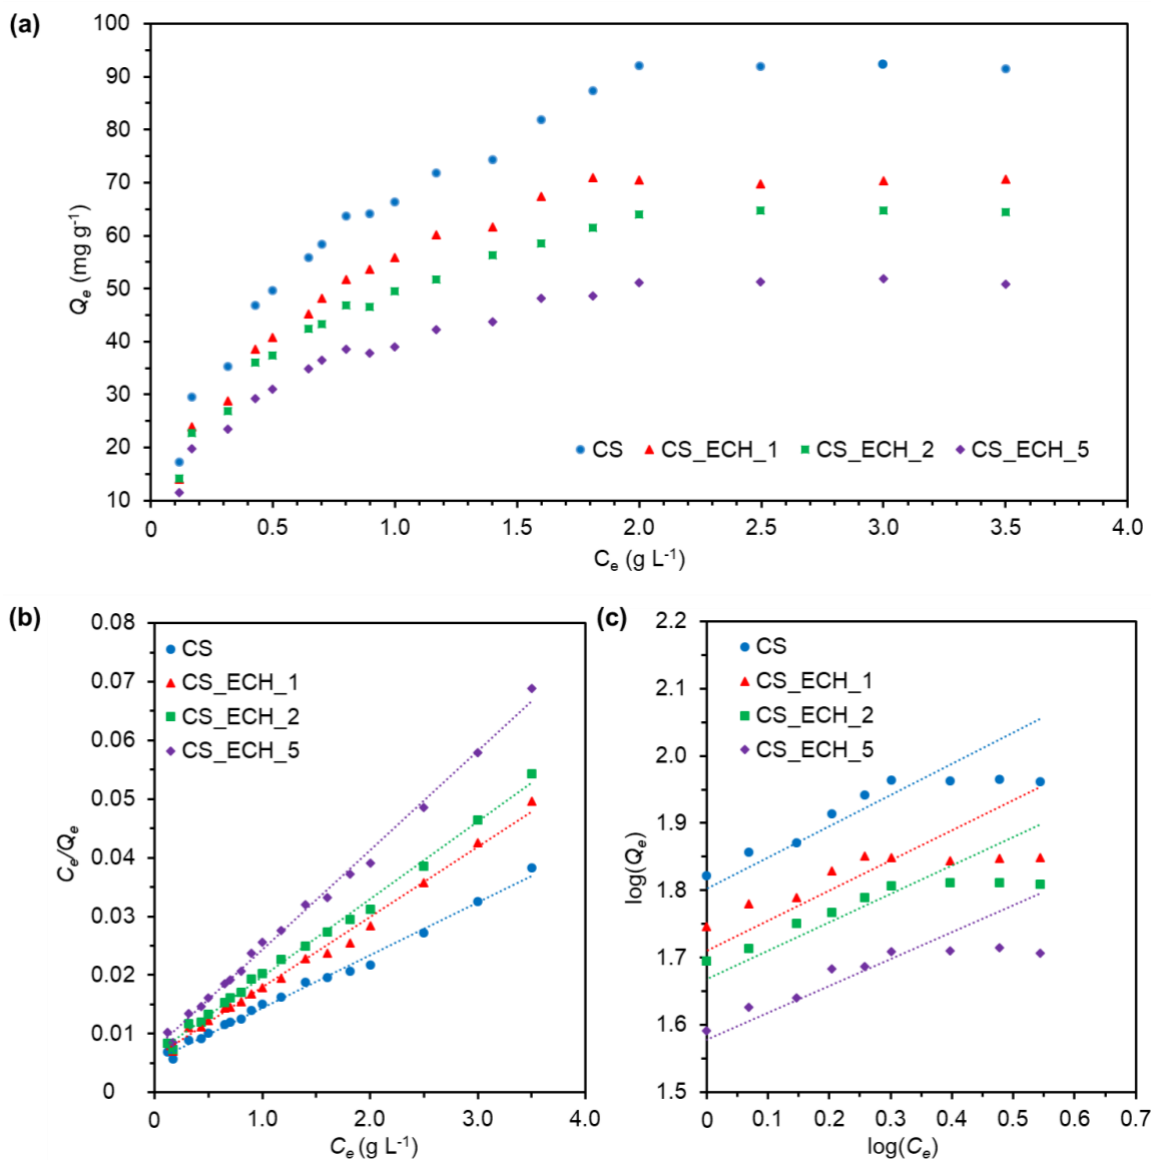 (a)
100
90
80
70
60
50
40
30
20
10
Qe (mg g-1)
CS CS_ECH_1 CS_ECH_2 CS_ECH_5
0 0.5 1.0 1.5 2.0 2.5 3.0 3.5 4.0
Ce (g L-1)
(b)
0.08
0.07
0.06
0.05
0.04
0.03
0.02
0.01
0
Ce/Qe
CS
CS_ECH_1
CS_ECH_2
CS_ECH_5
0 1.0 2.0 3.0 4.0
Ce (g L-1)
(c)
2.2
2.1
2.0
1.9
1.8
1.7
1.6
1.5
log(Qe)
CS
CS_ECH_1
CS_ECH_2
CS_ECH_5
0 0.1 0.2 0.3 0.4 0.5 0.6 0.7
log(Ce)